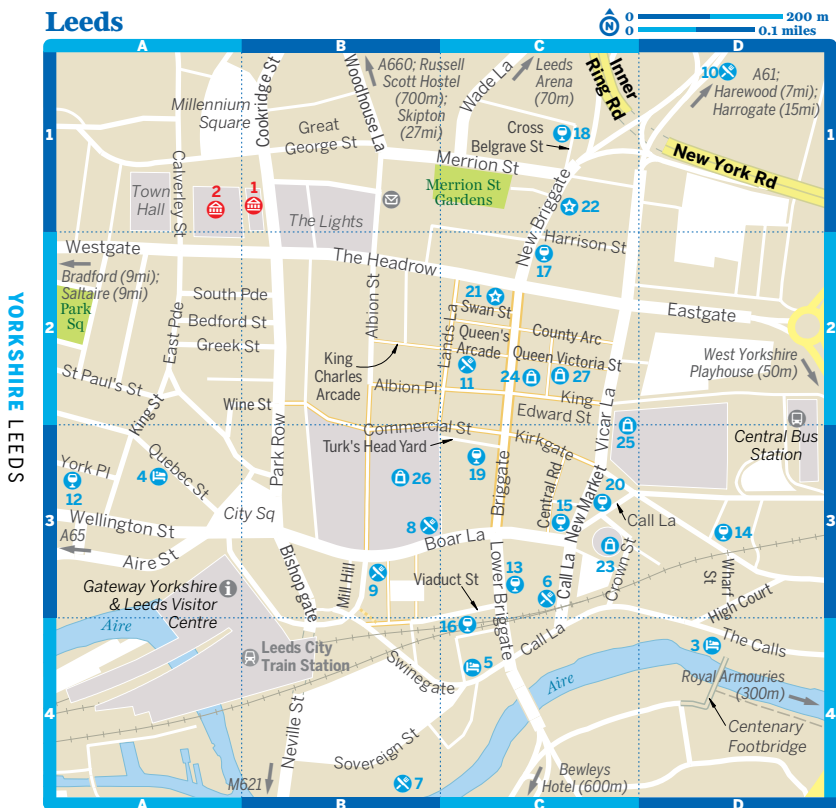 Leeds
N
0 200 m
0 0.1 miles
A B C D
1
2
3
4
1
2
3
4
YORKSHIRE LEEDS
Cookridge St
Woodhouse La
A660; Russell
Scott Hostel
(700m);
Skipton
(27mi)
Wade La
Leeds
Arena
(70m)
Inner
Ring Rd
10
A61;
Harewood (7mi);
Harrogate (15mi)
Millennium
Square
Great
George St
Cross
Belgrave St
18
Merrion St
New York Rd
Calverley St
Town
Hall
2
1
The Lights
Merrion St
Gardens
New Briggate
22
Harrison St
17
Westgate
The Headrow
Bradford (9mi);
Saltaire (9mi)
Park
Sq
East Pde
South Pde
Bedford St
Greek St
Albion St
Lands La
21
Swan St
Queen's
Arcade
County Arc
Queen Victoria St
Eastgate
West Yorkshire
Playhouse (50m)
King
Charles
Arcade
11
24
27
Albion Pl
King
Edward St
Vicar La
St Paul's St
King St
Wine St
Park Row
Commercial St
Turk's Head Yard
Kirkgate
25
Central Bus
Station
York Pl
12
4
Quebec St
26
19
Briggate
Central Rd
New Market
20
15
Call La
City Sq
Wellington St
A65
Aire St
8
Boar La
Call La
23
Crown St
14
Wharf
St
Bishopgate
Mill Hill
9
Viaduct St
Lower Briggate
13
6
High Court
Gateway Yorkshire
& Leeds Visitor
Centre
Aire
Leeds City
Train Station
16
5
Call La
3
The Calls
Swinegate
Aire
Royal Armouries
(300m)
Neville St
Sovereign St
Centenary
Footbridge
M621
7
Bewleys
Hotel (600m)